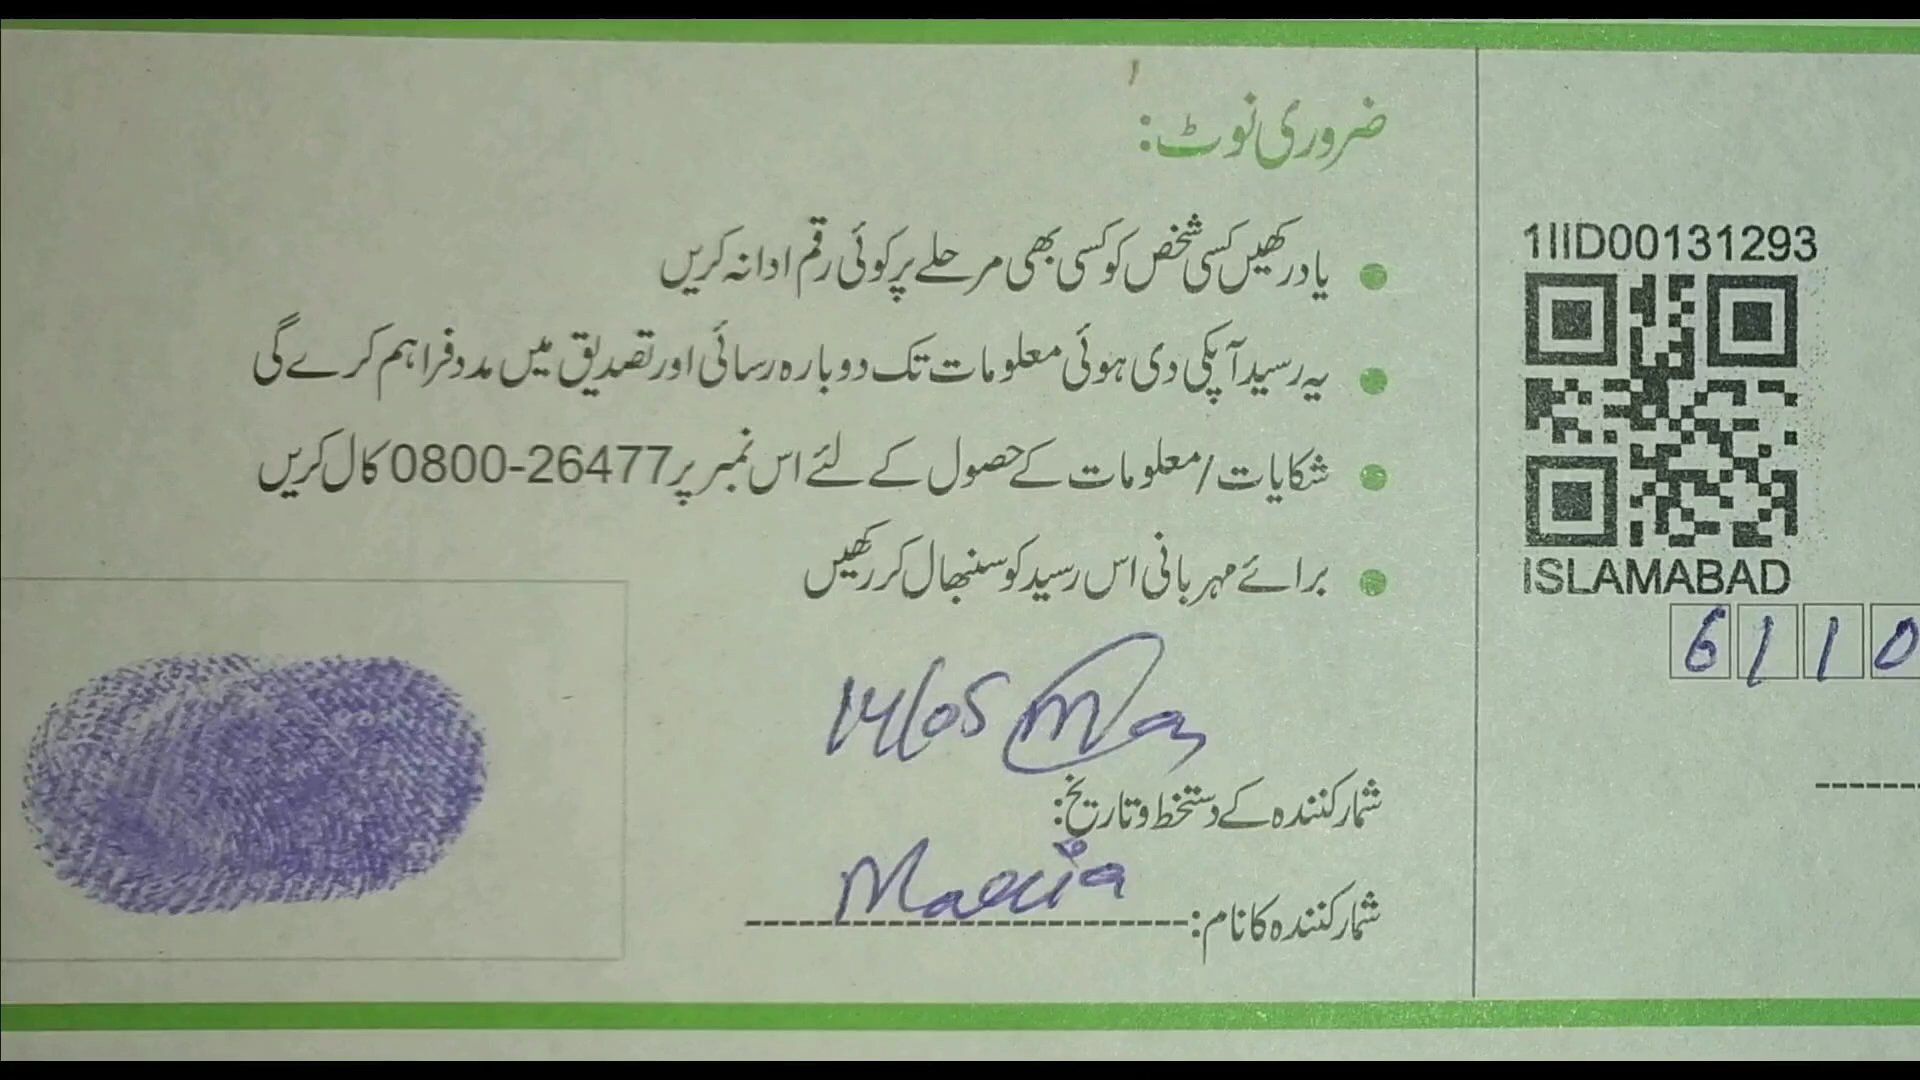 ضروری نوٹ:
یاد رکھیں کسی شخص کو کسی بھی مرحلے پر کوئی رقم ادا نہ کریں
یہ رسید آپکی دی ہوئی معلومات تک دوبارہ رسائی اور تصدیق میں مدد فراہم کرے گی
شکایات/معلومات کے حصول کے لئے اس نمبر پر 0800-26477 کال کریں
برائے مہربانی اس رسید کو سنبھال کر رکھیں
14/05
شمار کنندہ کے دستخط و تاریخ:
شمار کنندہ کا نام:
1IID00131293
ISLAMABAD
6110